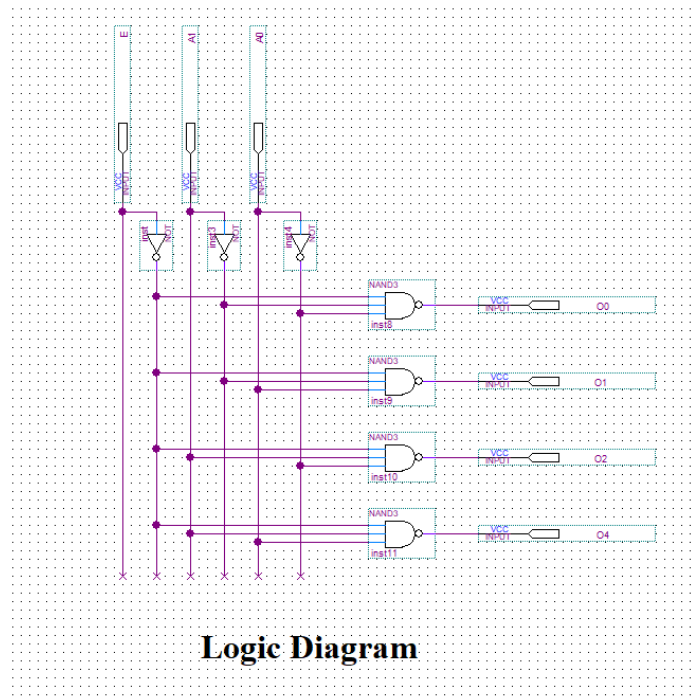 E
A1
A0
VCC
INPUT
VCC
INPUT
VCC
INPUT
inst
NOT
inst3
NOT
inst4
NOT
NAND3
inst8
VCC
INPUT
O0
NAND3
inst9
VCC
INPUT
O1
NAND3
inst10
VCC
INPUT
O2
NAND3
inst11
VCC
INPUT
O4
Logic Diagram